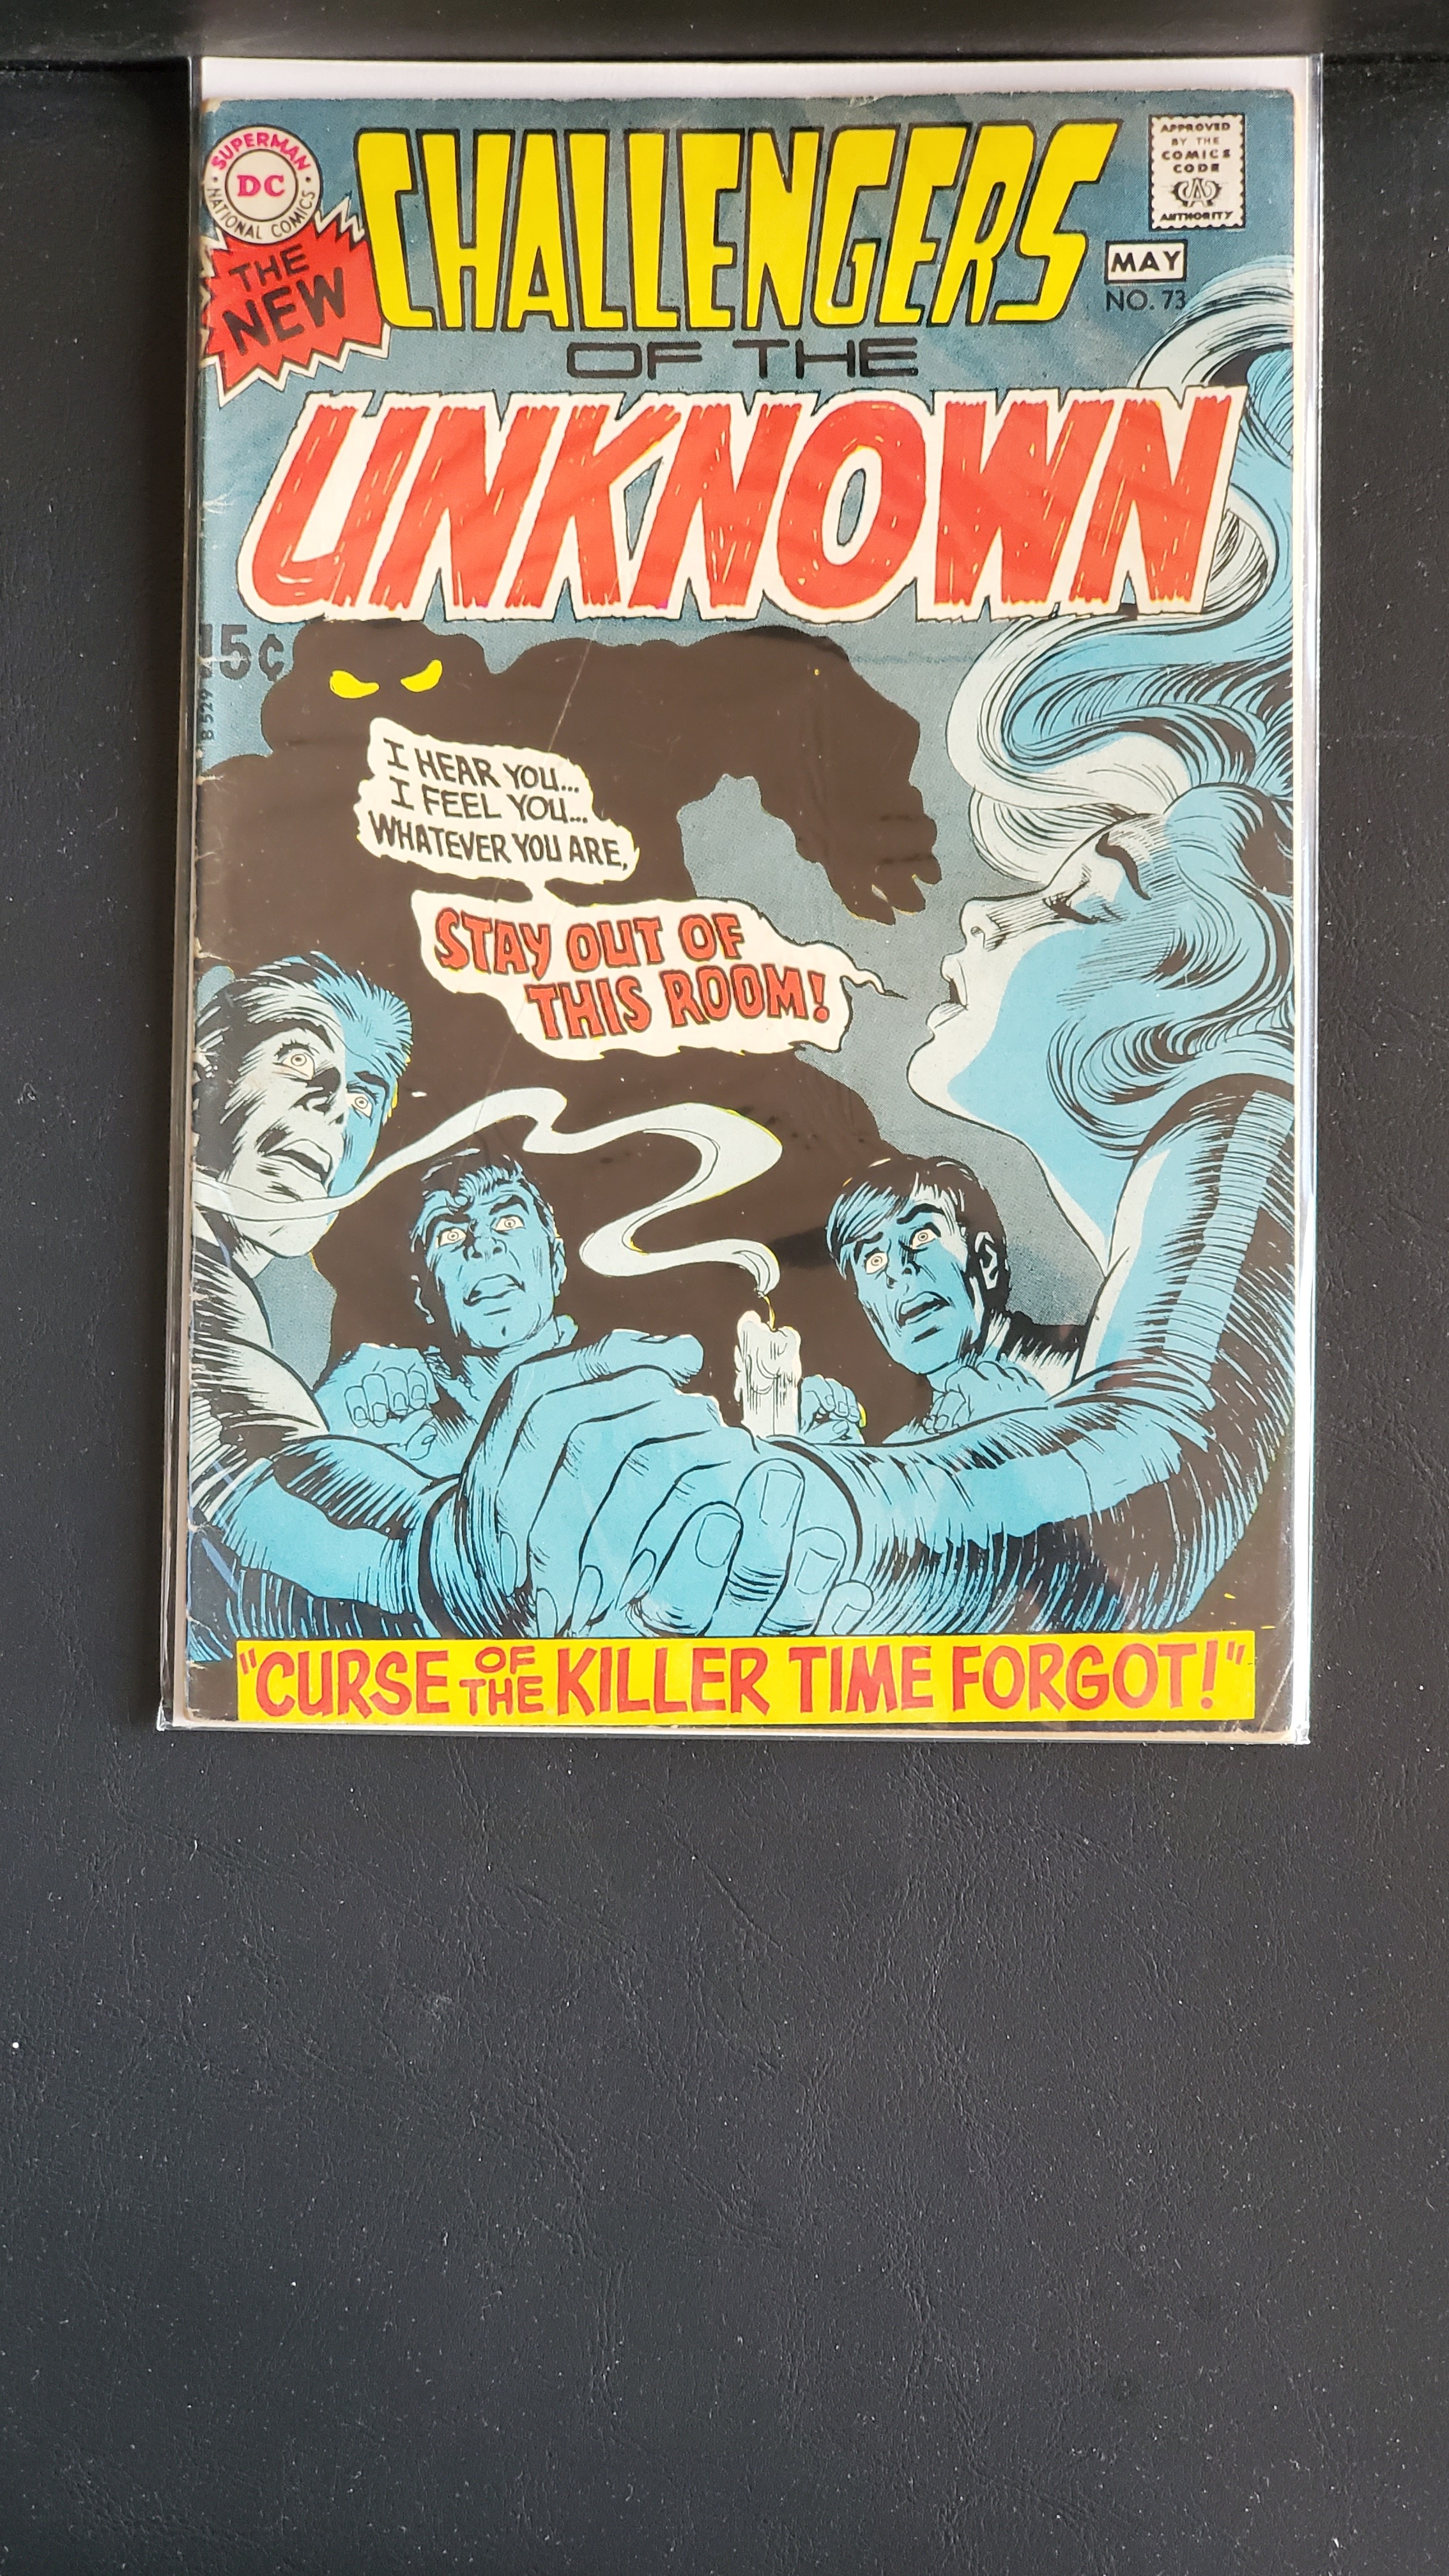 SUPERMAN
DC
NATIONAL COMICS
THE
NEW
CHALLENGERS
OF THE
UNKNOWN
APPROVED
BY THE
COMICS
CODE
AUTHORITY
MAY
NO. 73
15¢
B 529
I HEAR YOU...
I FEEL YOU...
WHATEVER YOU ARE,
STAY OUT OF
THIS ROOM!
"CURSE OF THE KILLER TIME FORGOT!"